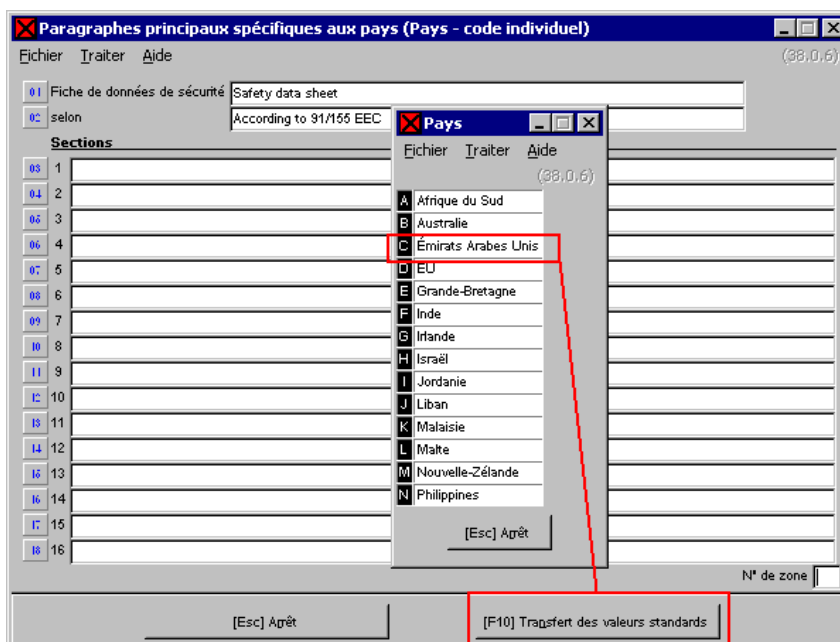 Paragraphes principaux spécifiques aux pays (Pays - code individuel)
Fichier Traiter Aide
(38.0.6)
01 Fiche de données de sécurité Safety data sheet
02 selon According to 91/155 EEC
Sections
03 1
04 2
05 3
06 4
07 5
08 6
09 7
10 8
11 9
12 10
13 11
14 12
15 13
16 14
17 15
18 16
N° de zone
[Esc] Arrêt
[F10] Transfert des valeurs standards
Pays
Fichier Traiter Aide
(38.0.6)
A Afrique du Sud
B Australie
C Émirats Arabes Unis
D EU
E Grande-Bretagne
F Inde
G Irlande
H Israël
I Jordanie
J Liban
K Malaisie
L Malte
M Nouvelle-Zélande
N Philippines
[Esc] Arrêt